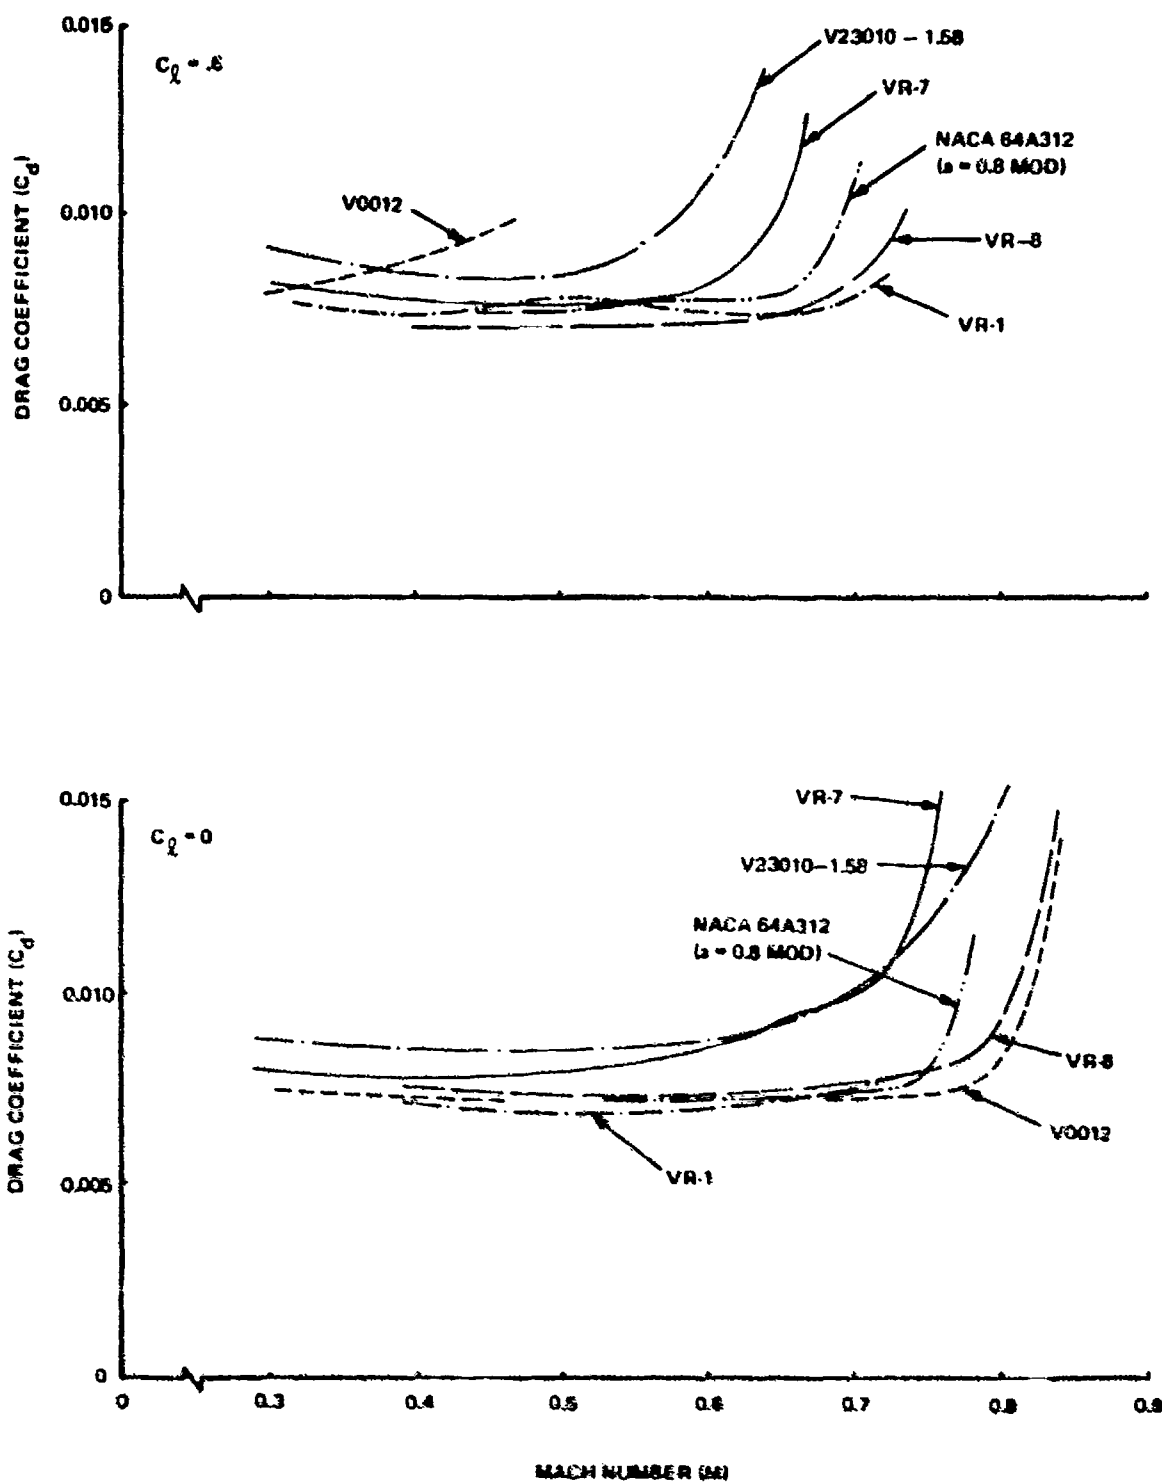 0.015
C_ℓ = .6
V23010 – 1.58
VR-7
NACA 64A312
(a = 0.8 MOD)
V0012
0.010
VR-8
VR-1
0.005
0
DRAG COEFFICIENT (C_d)
0.015
C_ℓ = 0
VR-7
V23010–1.58
NACA 64A312
(a = 0.8 MOD)
0.010
VR-8
V0012
VR-1
0.005
0
DRAG COEFFICIENT (C_d)
0 0.3 0.4 0.5 0.6 0.7 0.8 0.9
MACH NUMBER (M)